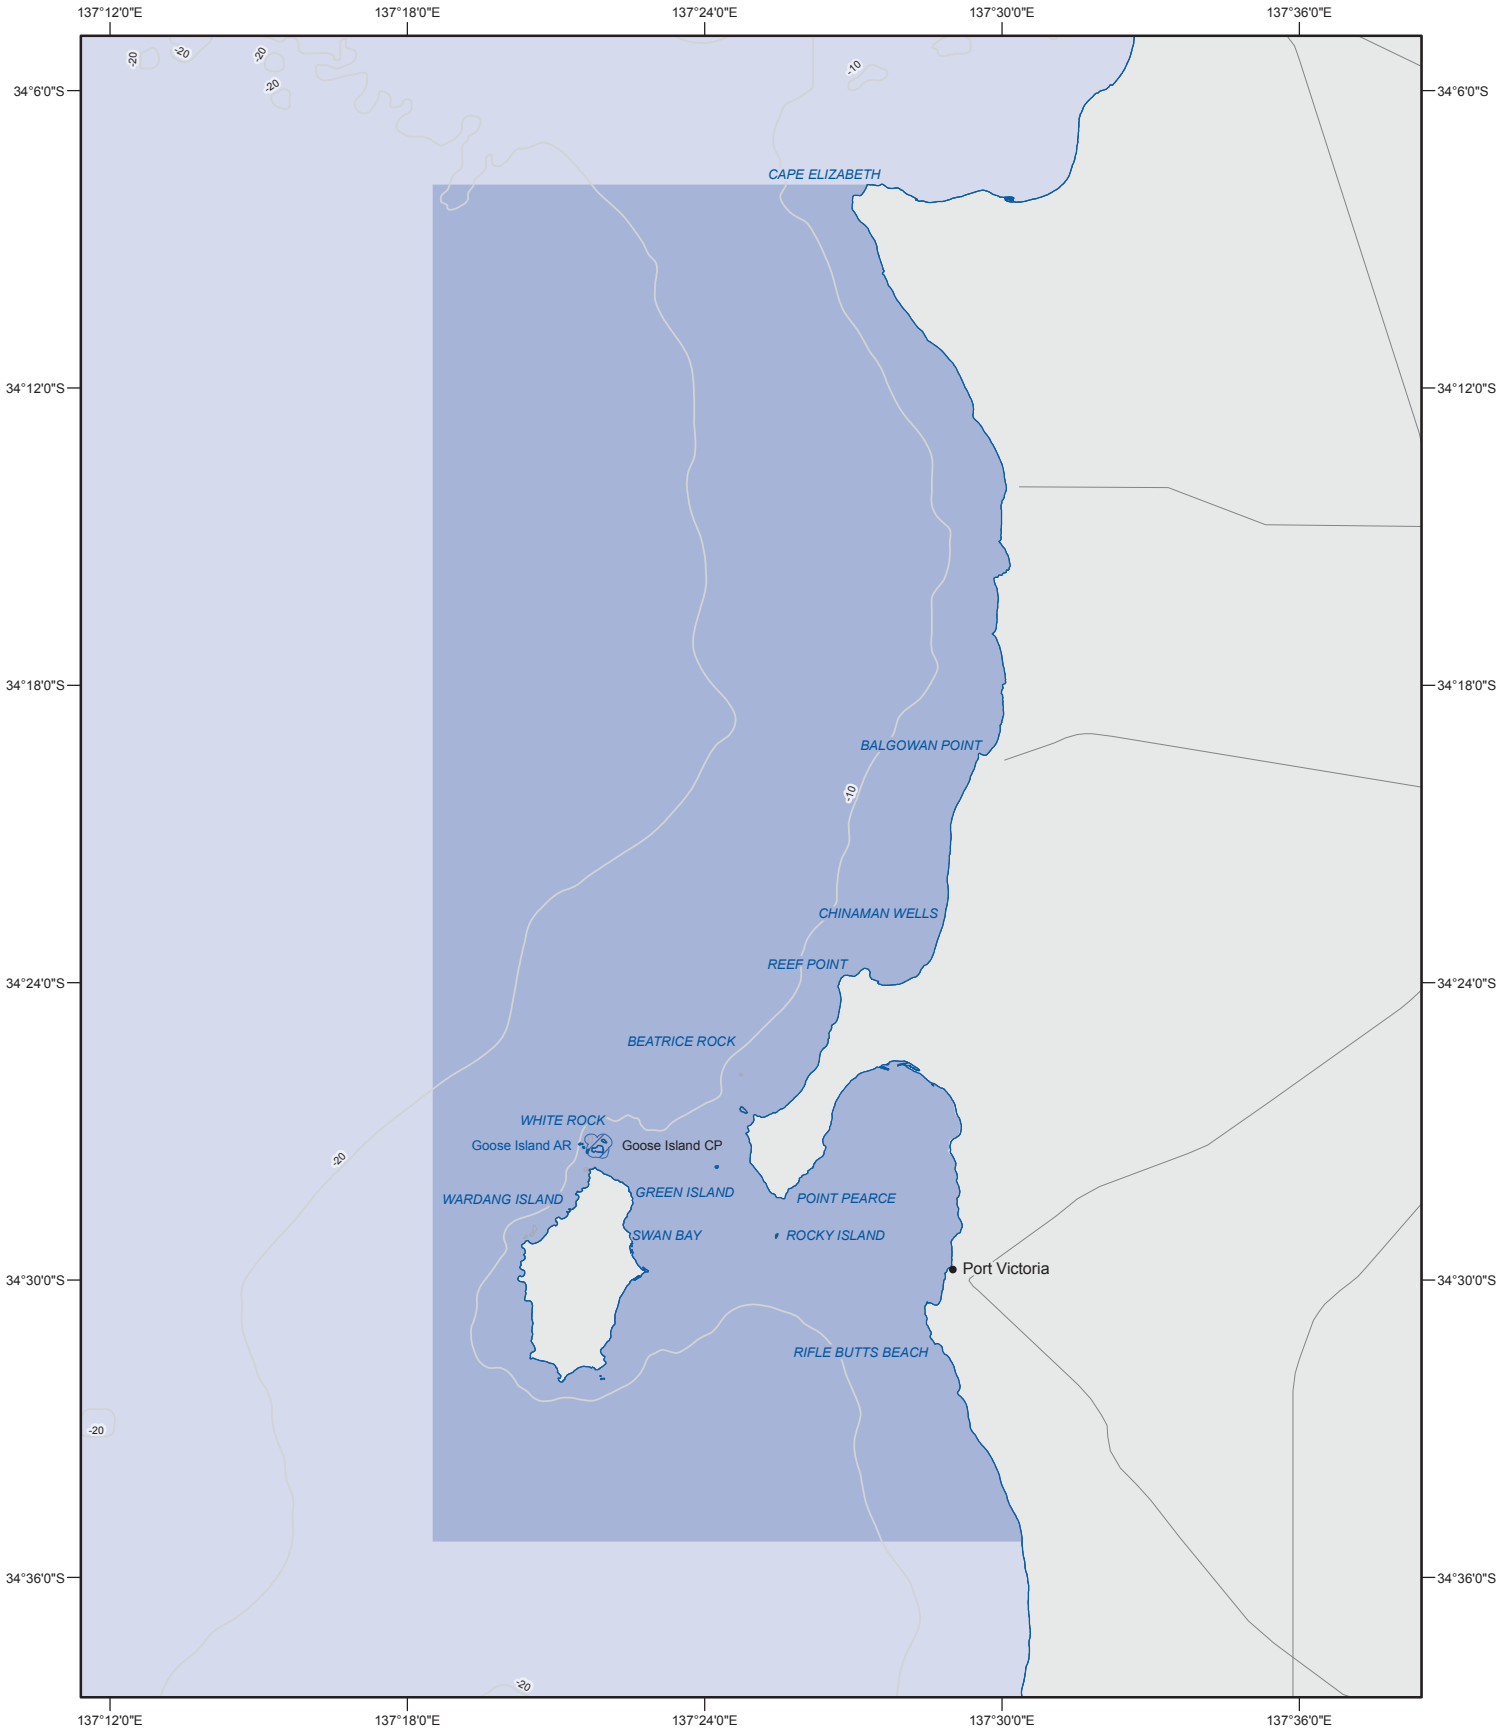 137°12'0"E
137°18'0"E
137°24'0"E
137°30'0"E
137°36'0"E
-20
-20
-20
-20
-10
34°6'0"S
34°6'0"S
CAPE ELIZABETH
34°12'0"S
34°12'0"S
34°18'0"S
34°18'0"S
BALGOWAN POINT
-10
CHINAMAN WELLS
REEF POINT
34°24'0"S
34°24'0"S
BEATRICE ROCK
WHITE ROCK
Goose Island AR
Goose Island CP
-20
WARDANG ISLAND
GREEN ISLAND
POINT PEARCE
SWAN BAY
ROCKY ISLAND
Port Victoria
34°30'0"S
34°30'0"S
RIFLE BUTTS BEACH
-20
34°36'0"S
34°36'0"S
-20
137°12'0"E
137°18'0"E
137°24'0"E
137°30'0"E
137°36'0"E